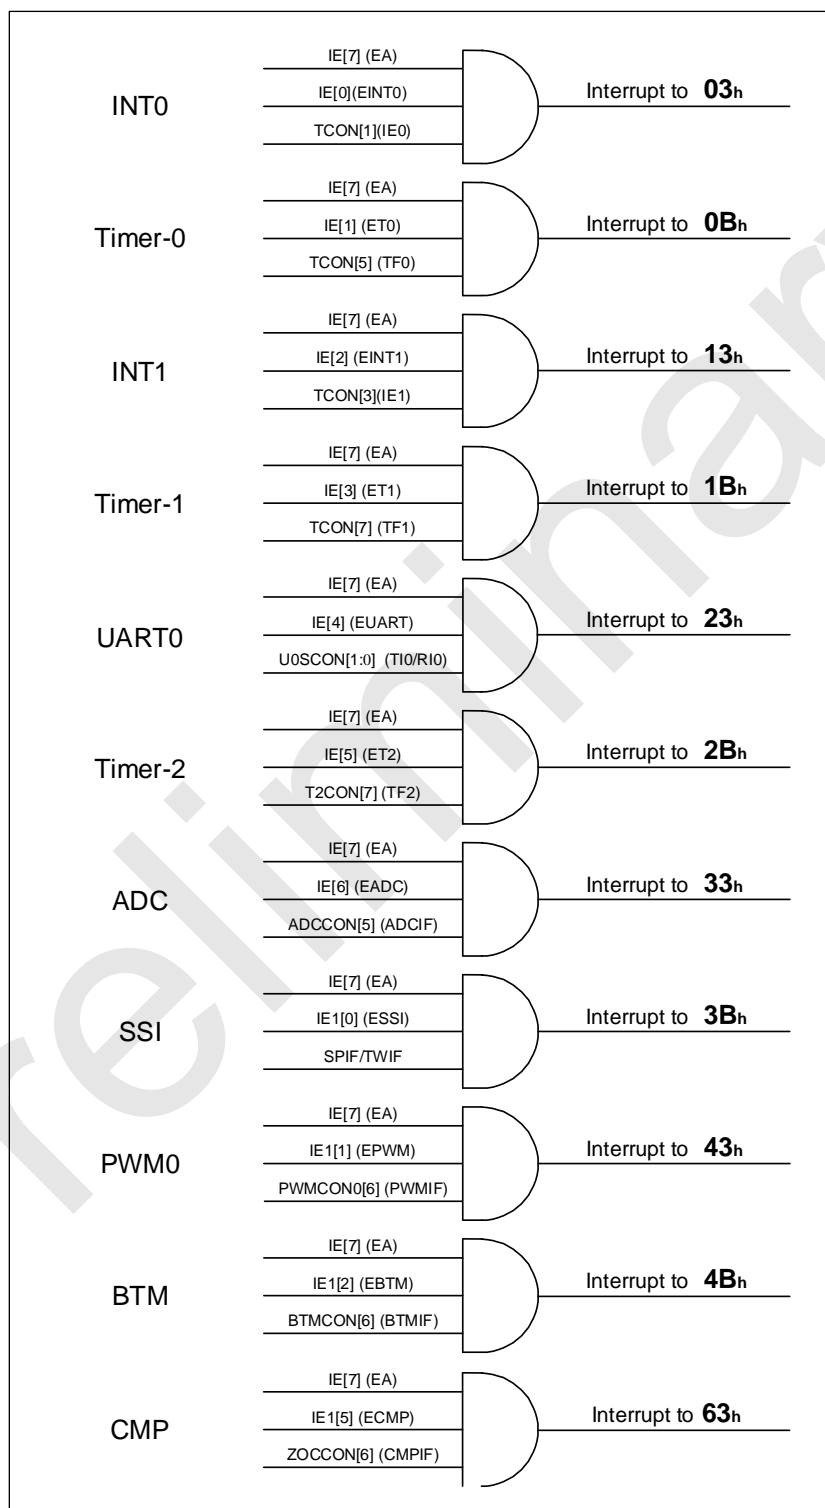 IE[7] (EA)
INT0
IE[0](EINT0)
TCON[1](IE0)
Interrupt to 03h
IE[7] (EA)
Timer-0
IE[1] (ET0)
TCON[5] (TF0)
Interrupt to 0Bh
IE[7] (EA)
INT1
IE[2] (EINT1)
TCON[3](IE1)
Interrupt to 13h
IE[7] (EA)
Timer-1
IE[3] (ET1)
TCON[7] (TF1)
Interrupt to 1Bh
IE[7] (EA)
UART0
IE[4] (EUART)
U0SCON[1:0] (TI0/RI0)
Interrupt to 23h
IE[7] (EA)
Timer-2
IE[5] (ET2)
T2CON[7] (TF2)
Interrupt to 2Bh
IE[7] (EA)
ADC
IE[6] (EADC)
ADCCON[5] (ADCIF)
Interrupt to 33h
IE[7] (EA)
SSI
IE1[0] (ESSI)
SPIF/TWIF
Interrupt to 3Bh
IE[7] (EA)
PWM0
IE1[1] (EPWM)
PWMCON0[6] (PWMIF)
Interrupt to 43h
IE[7] (EA)
BTM
IE1[2] (EBTM)
BTMCON[6] (BTMIF)
Interrupt to 4Bh
IE[7] (EA)
CMP
IE1[5] (ECMP)
ZOCCON[6] (CMPIF)
Interrupt to 63h
reliminar